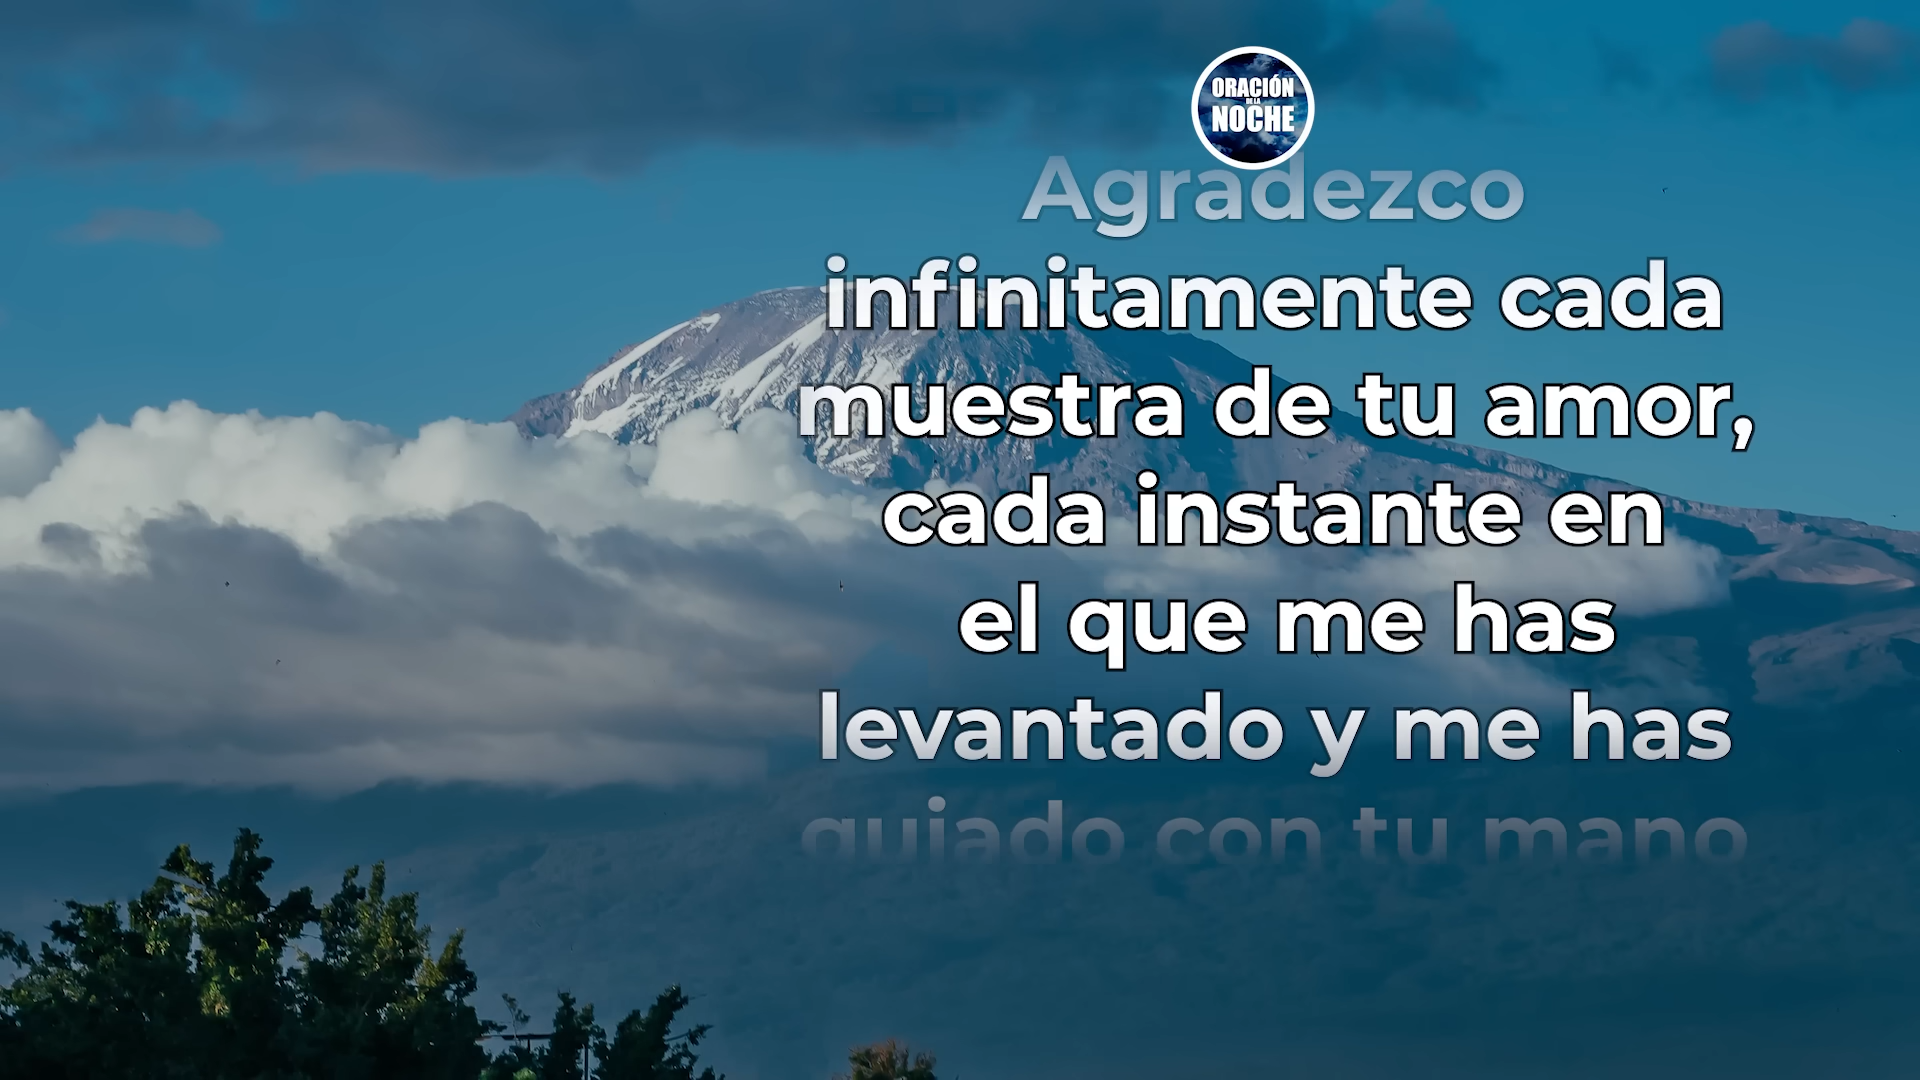 ORACIÓN
DE LA
NOCHE
Agradezco
infinitamente cada
muestra de tu amor,
cada instante en
el que me has
levantado y me has
guiado con tu mano